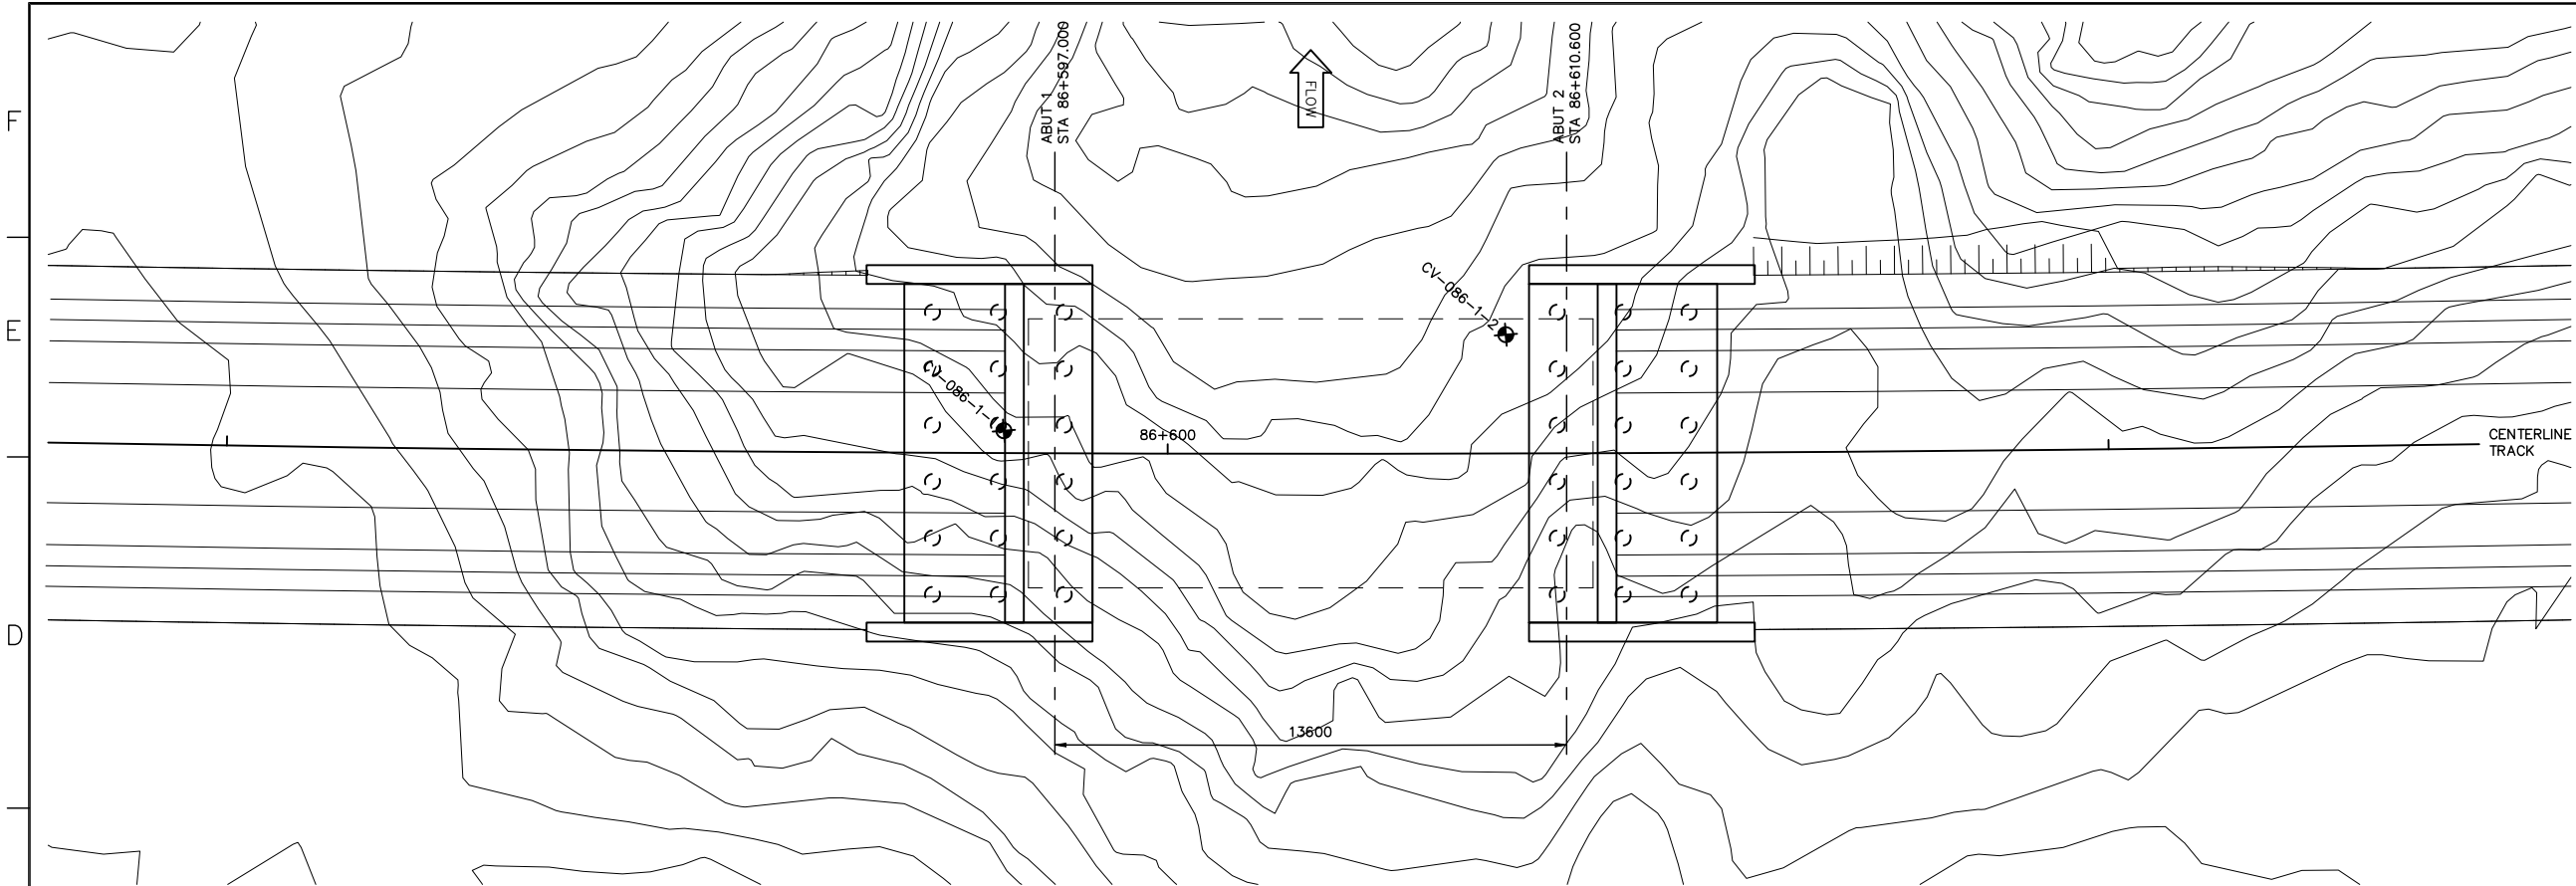 F
E
D
ABUT 1
STA 86+597.000
FLOW
ABUT 2
STA 86+610.600
CV-086-1-2
CV-086-1-
86+600
CENTERLINE
TRACK
13600